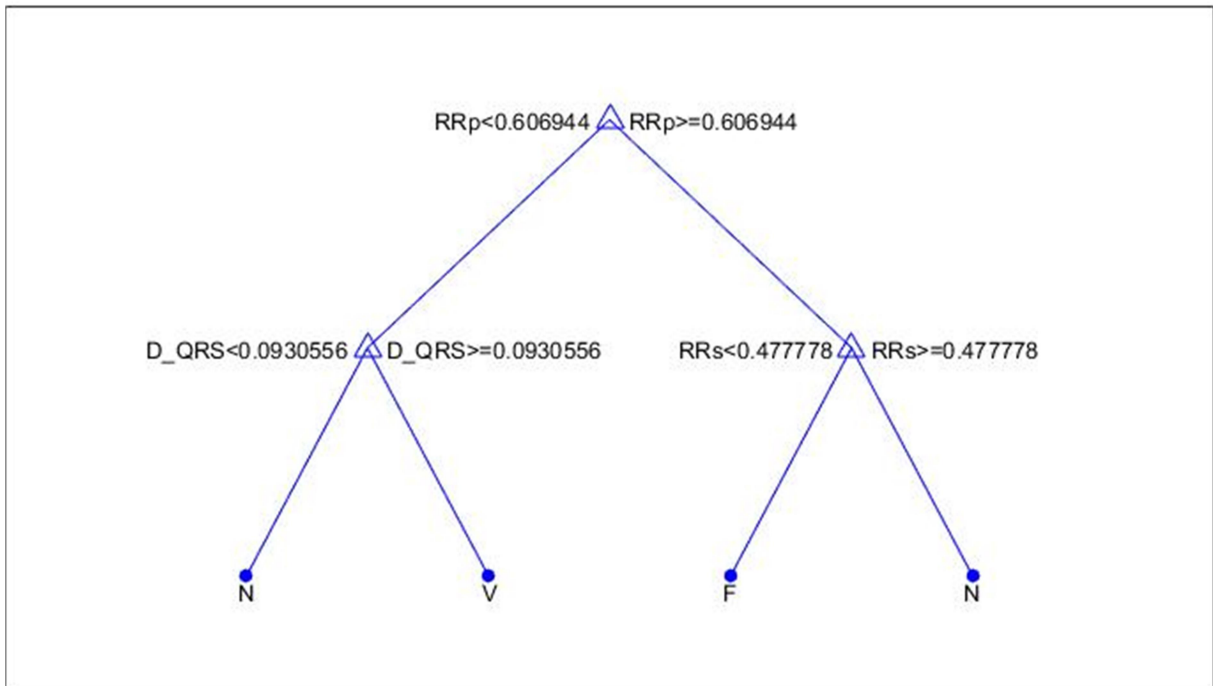 RRp<0.606944 RRp>=0.606944
D_QRS<0.0930556 D_QRS>=0.0930556 RRs<0.477778 RRs>=0.477778
N V F N